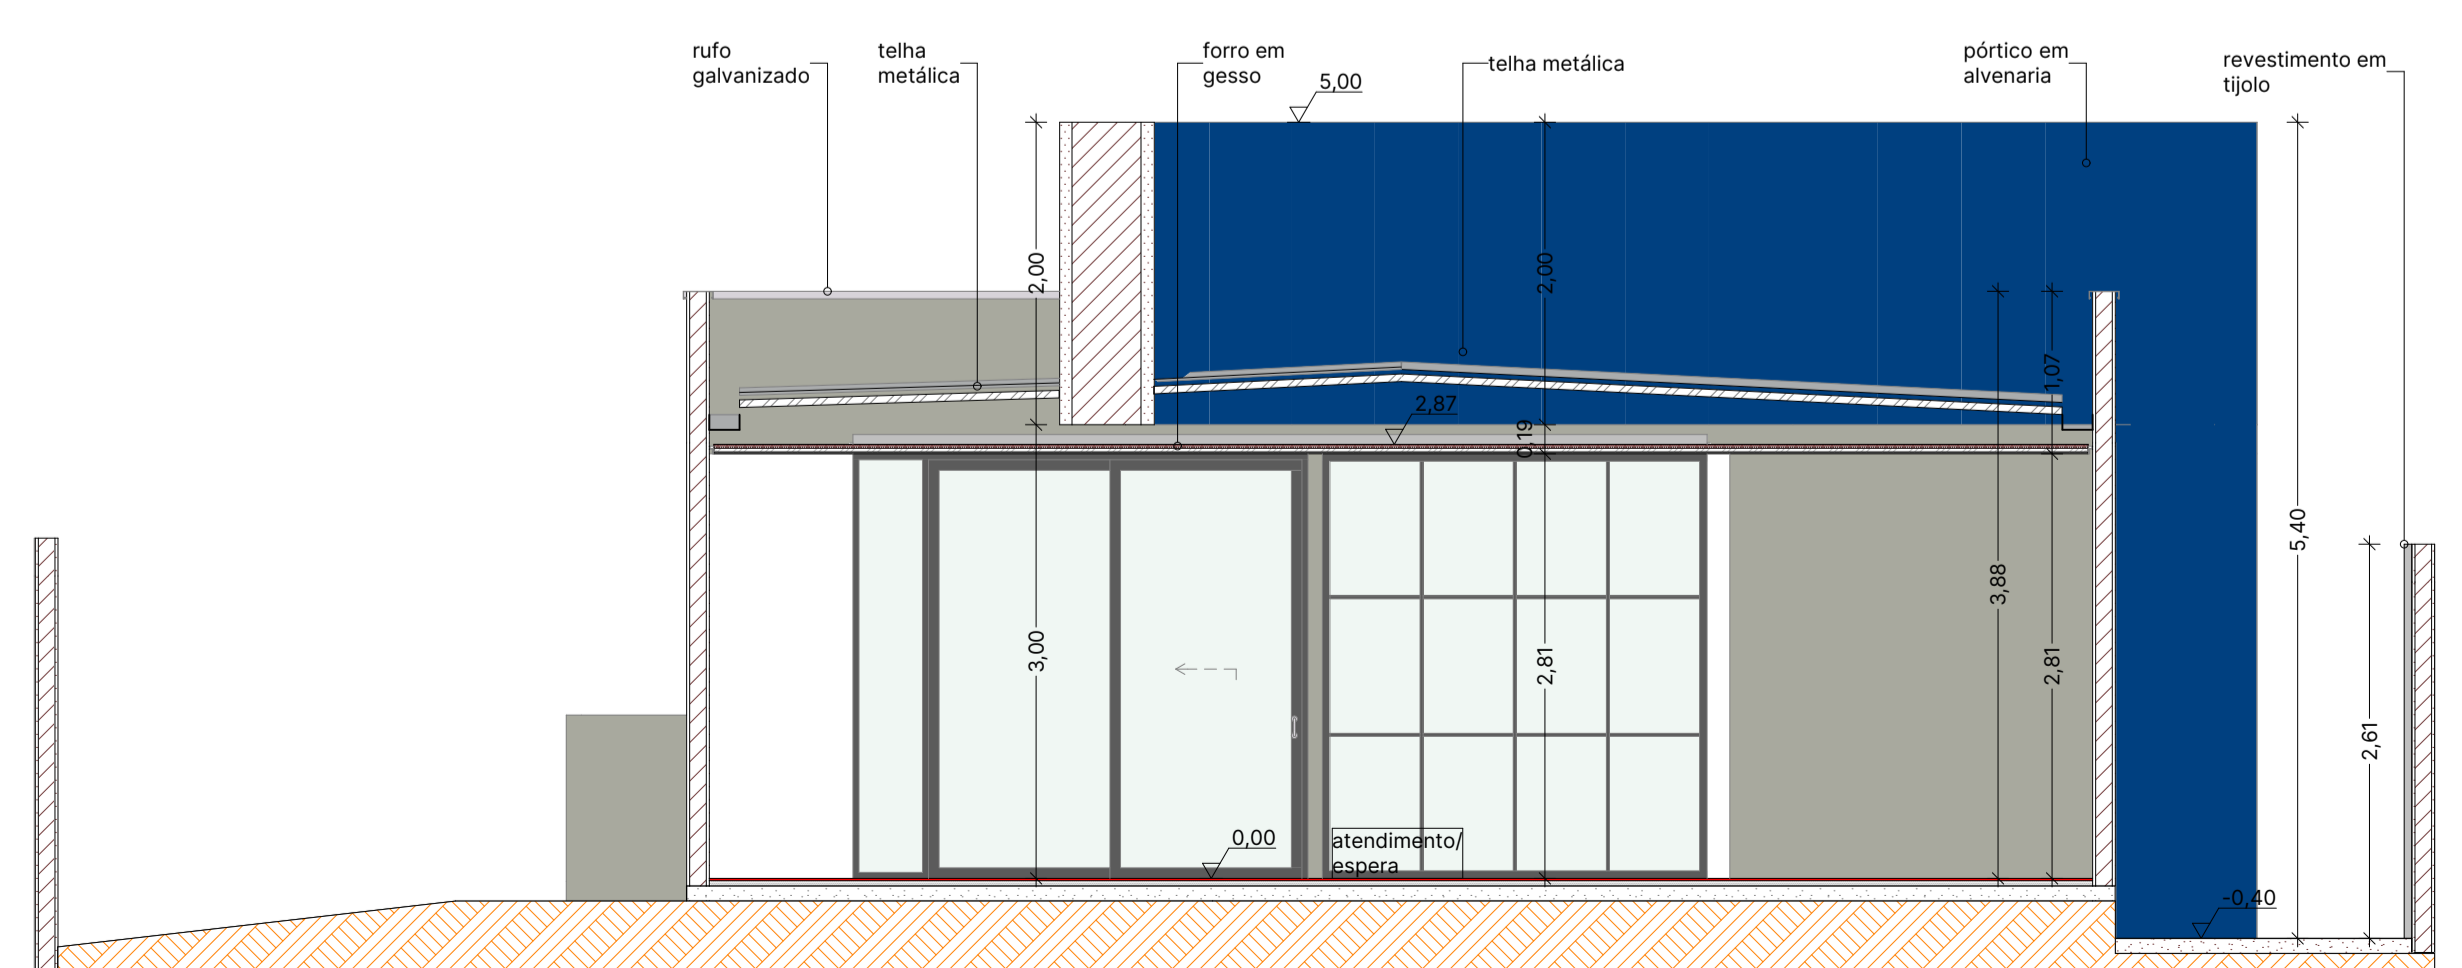 rufo
galvanizado
telha
metálica
forro em
gesso
5,00
telha metálica
pórtico em
alvenaria
revestimento em
tijolo
2,00
2,00
1,07
2,87
0,19
5,40
3,88
3,00
2,81
2,81
2,61
0,00
atendimento/
espera
-0,40